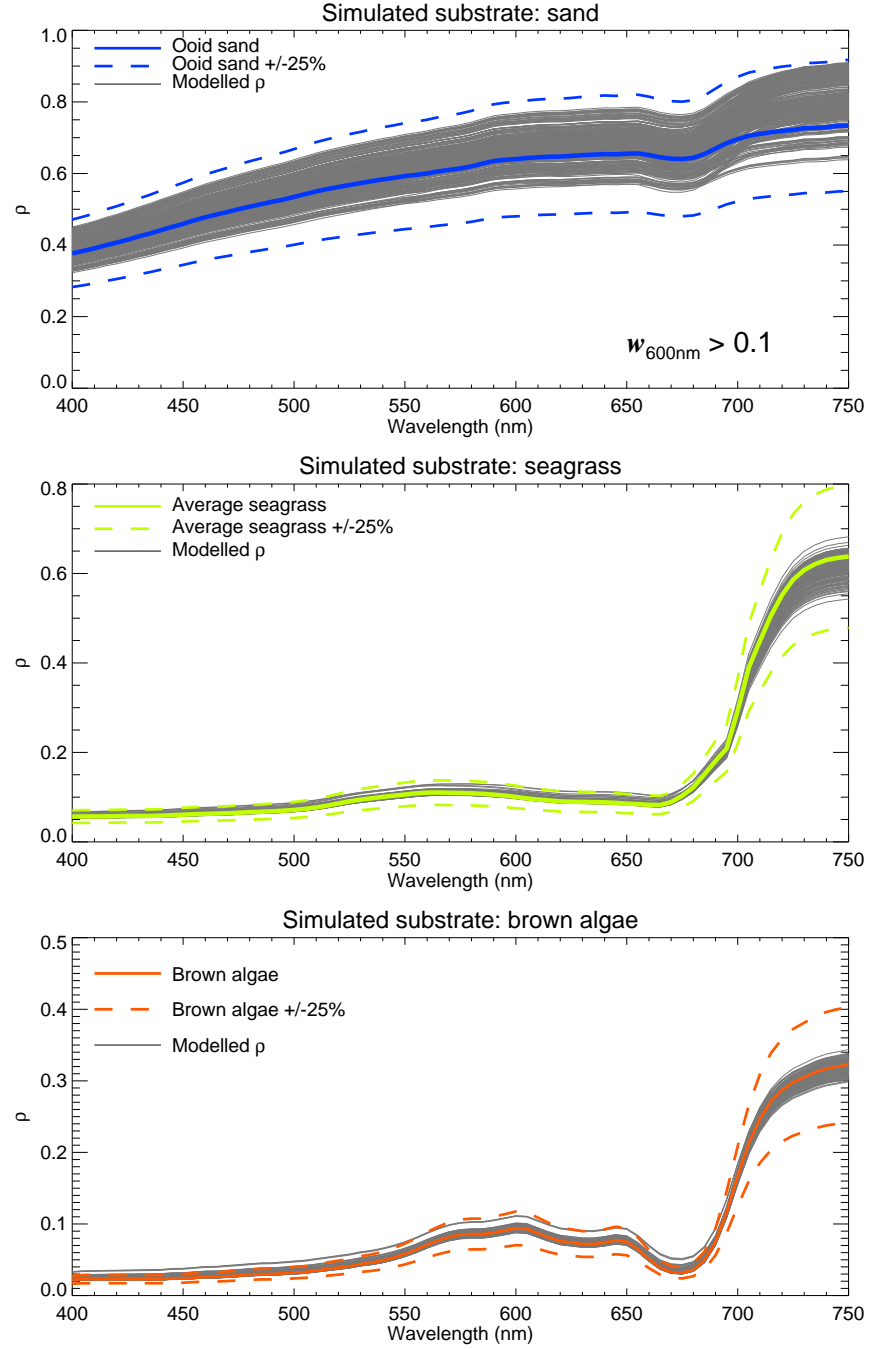 Simulated substrate: sand
1.0
0.8
0.6
0.4
0.2
0.0
ρ
Ooid sand
Ooid sand +/-25%
Modelled ρ
w600nm > 0.1
400 450 500 550 600 650 700 750
Wavelength (nm)
Simulated substrate: seagrass
0.8
0.6
0.4
0.2
0.0
ρ
Average seagrass
Average seagrass +/-25%
Modelled ρ
400 450 500 550 600 650 700 750
Wavelength (nm)
Simulated substrate: brown algae
0.5
0.4
0.3
0.2
0.1
0.0
ρ
Brown algae
Brown algae +/-25%
Modelled ρ
400 450 500 550 600 650 700 750
Wavelength (nm)